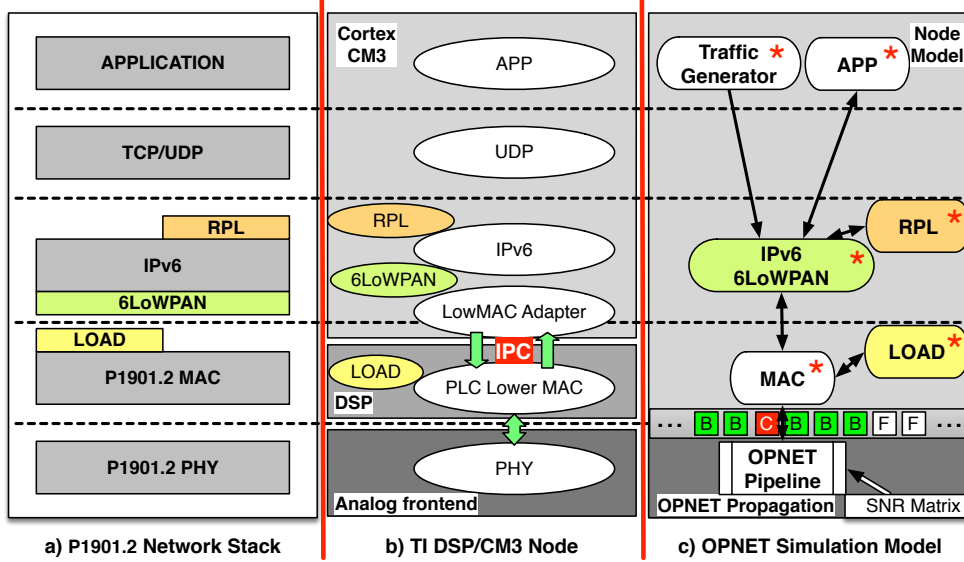 APPLICATION
TCP/UDP
RPL
IPv6
6LoWPAN
LOAD
P1901.2 MAC
P1901.2 PHY
a) P1901.2 Network Stack
Cortex
CM3
APP
UDP
RPL
IPv6
6LoWPAN
LowMAC Adapter
IPC
LOAD
PLC Lower MAC
DSP
PHY
Analog frontend
b) TI DSP/CM3 Node
Node
Model
Traffic *
Generator
APP *
RPL *
IPv6 *
6LoWPAN
LOAD *
MAC *
... B B C B B B F F ...
OPNET
Pipeline
OPNET Propagation
SNR Matrix
c) OPNET Simulation Model